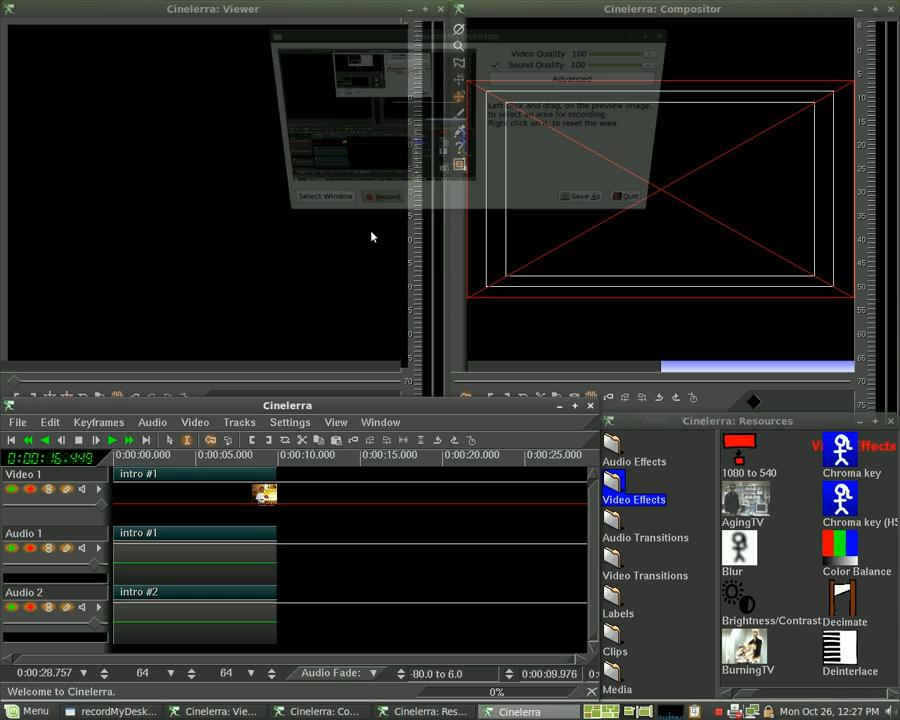 Cinelerra: Viewer
Cinelerra: Compositor
Video Quality 100
Sound Quality 100
Advanced
Left click and drag, on the preview image,
to select an area for recording.
Right click on it, to reset the area.
Select Window
Record
Save As
Quit
Cinelerra
File Edit Keyframes Audio Video Tracks Settings View Window
0:00:16.449
0:00:00.000 0:00:05.000 0:00:10.000 0:00:15.000 0:00:20.000 0:00:25.000
Video 1
intro #1
Audio 1
intro #1
Audio 2
intro #2
0:00:28.757 64 64 Audio Fade: -80.0 to 6.0 0:00:09.976 0:
Welcome to Cinelerra.
0%
Cinelerra: Resources
Audio Effects
Video Effects
Audio Transitions
Video Transitions
Labels
Clips
Media
1080 to 540
Chroma key
AgingTV
Chroma key (HS
Blur
Color Balance
Brightness/Contrast
Decimate
BurningTV
Deinterlace
Menu
recordMyDesk...
Cinelerra: Vie...
Cinelerra: Co...
Cinelerra: Res...
Cinelerra
Mon Oct 26, 12:27 PM